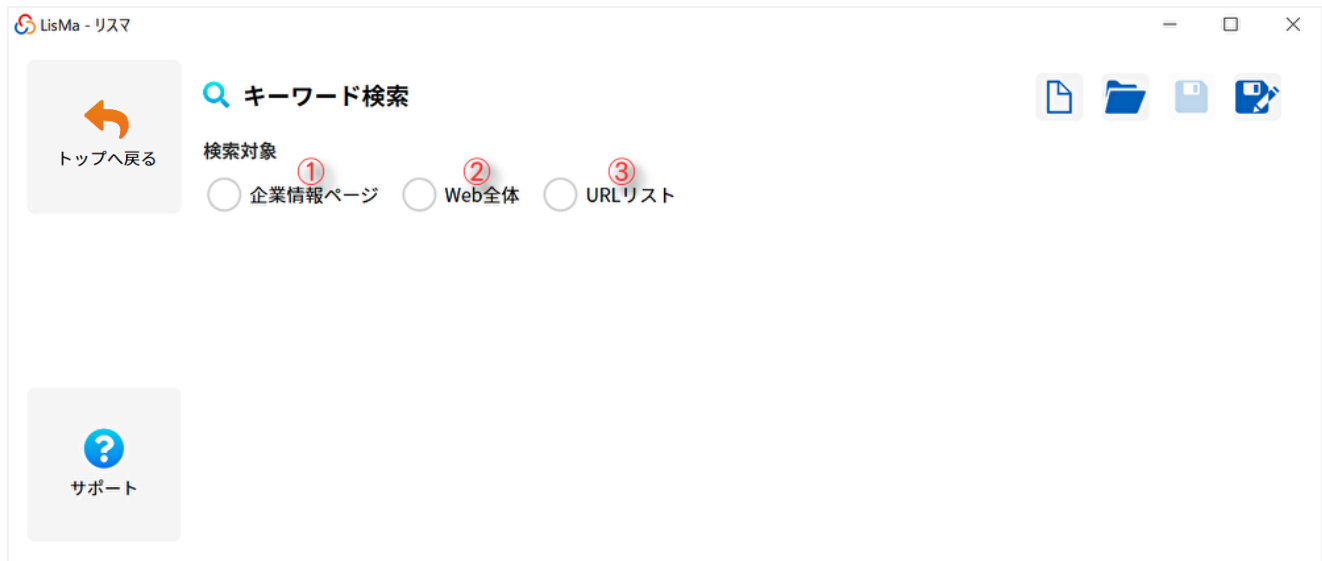 LisMa - リスマ
トップへ戻る
キーワード検索
検索対象
① ② ③
企業情報ページ Web全体 URLリスト
?
サポート